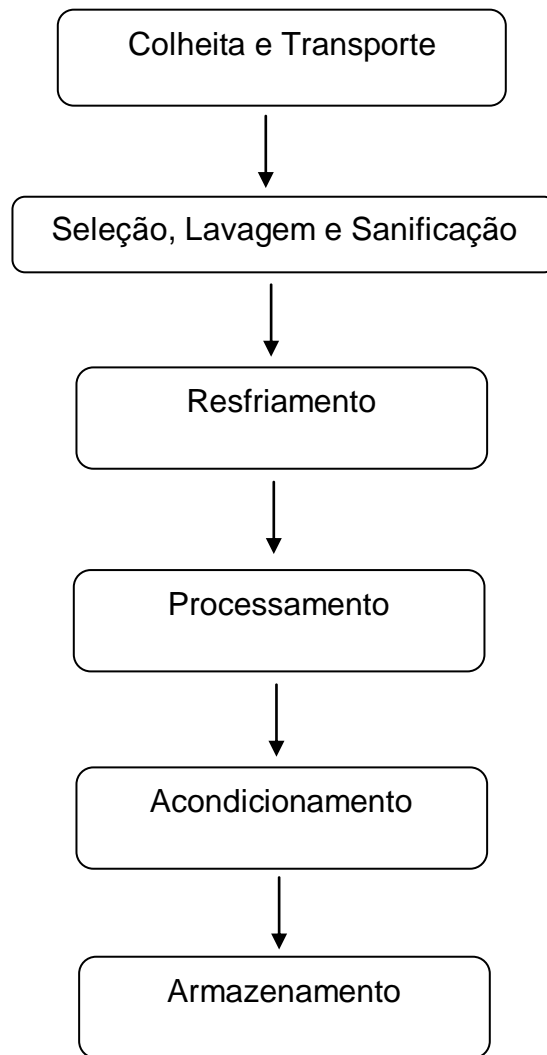 Colheita e Transporte
Seleção, Lavagem e Sanificação
Resfriamento
Processamento
Acondicionamento
Armazenamento